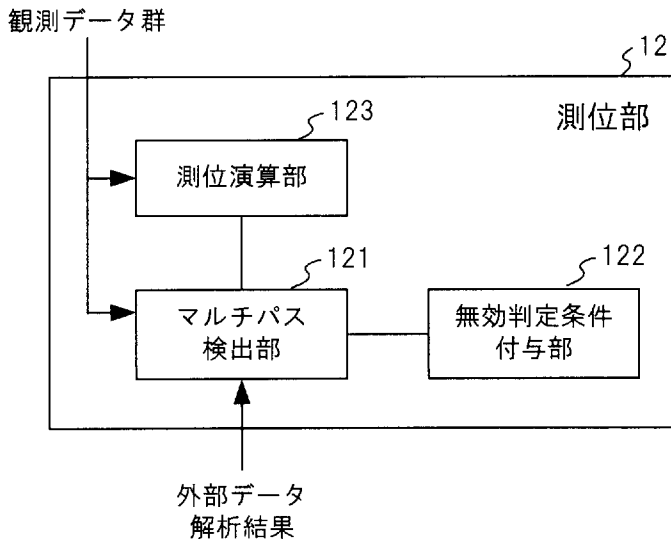 観測データ群
12
測位部
123
測位演算部
121
マルチパス
検出部
122
無効判定条件
付与部
外部データ
解析結果